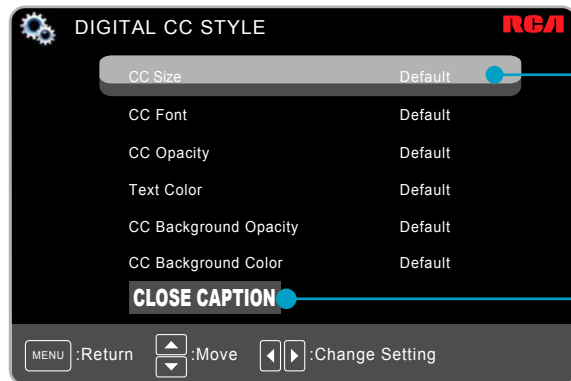 DIGITAL CC STYLE RCA
CC Size Default
CC Font Default
CC Opacity Default
Text Color Default
CC Background Opacity Default
CC Background Color Default
CLOSE CAPTION
MENU :Return :Move :Change Setting